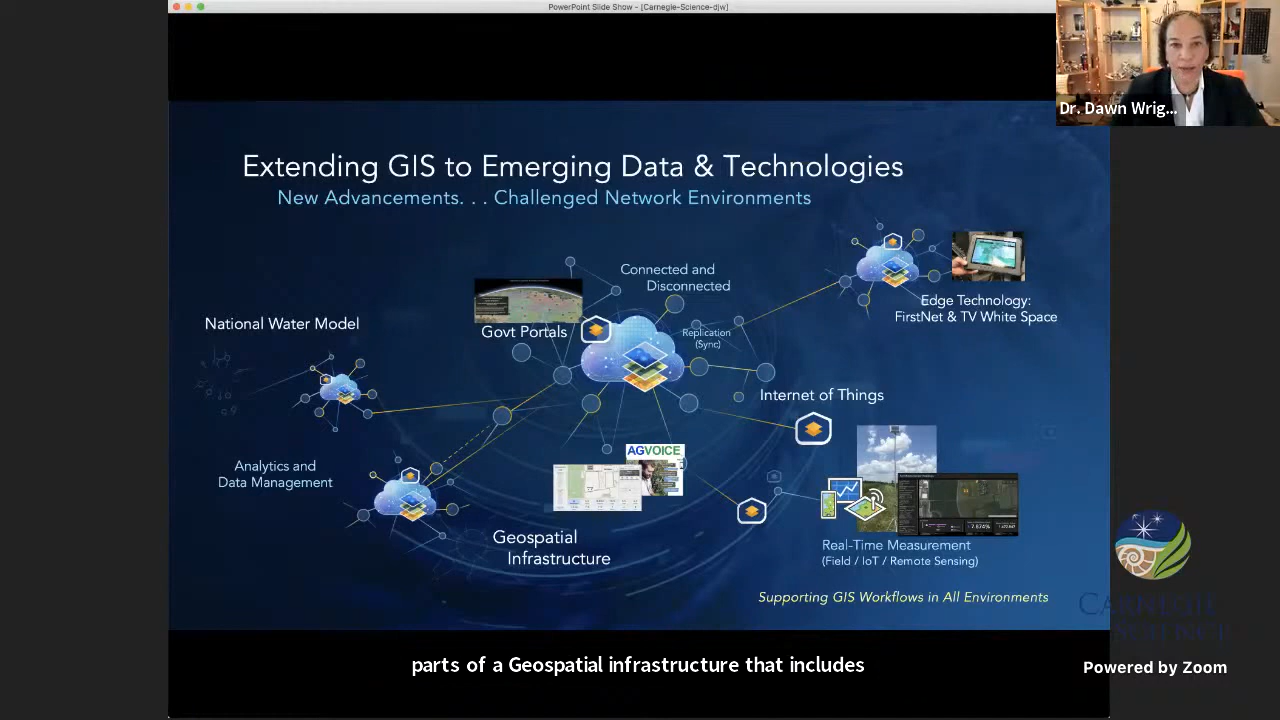 PowerPoint Slide Show - [Carnegie-Science-djw]
Dr. Dawn Wrig...
Extending GIS to Emerging Data & Technologies
New Advancements. . . Challenged Network Environments
Connected and
Disconnected
Govt Portals
Replication
(Sync)
National Water Model
Edge Technology:
FirstNet & TV White Space
Internet of Things
AGVOICE
Analytics and
Data Management
Geospatial
Infrastructure
Real-Time Measurement
(Field / IoT / Remote Sensing)
Supporting GIS Workflows in All Environments
CARNEGIE
SCIENCE
parts of a Geospatial infrastructure that includes
Powered by Zoom